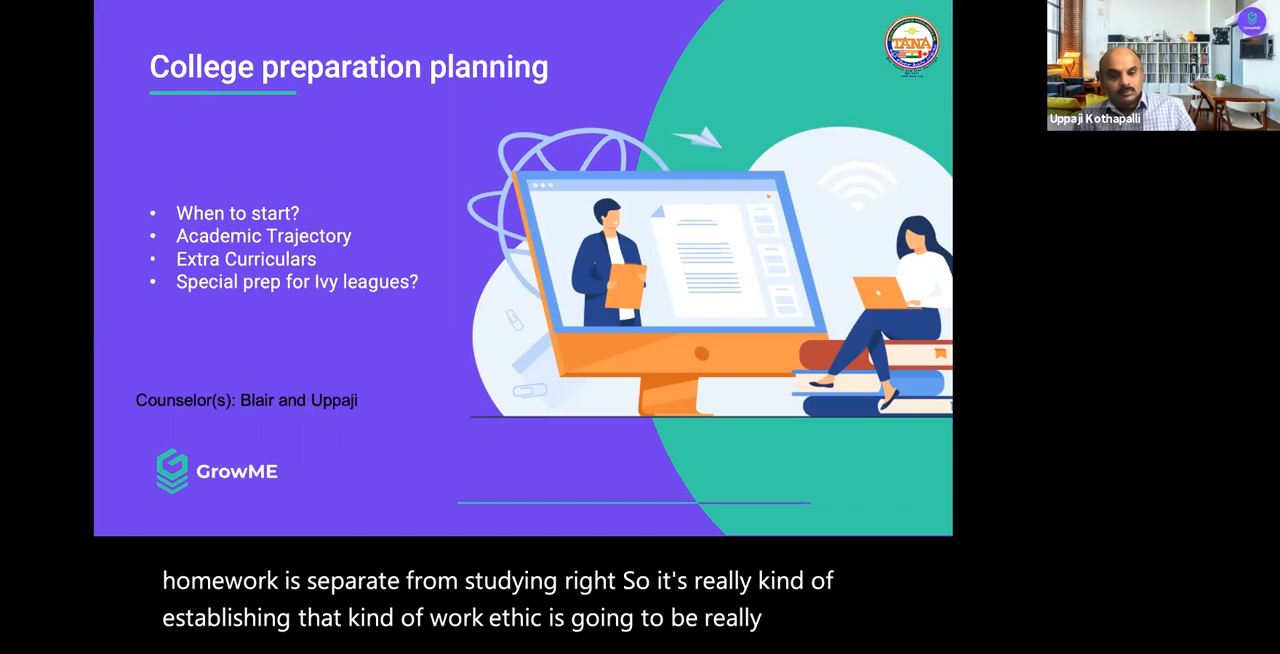 College preparation planning
TANA
GrowME
Uppaji Kothapalli
• When to start?
• Academic Trajectory
• Extra Curriculars
• Special prep for Ivy leagues?
Counselor(s): Blair and Uppaji
GrowME
homework is separate from studying right So it's really kind of
establishing that kind of work ethic is going to be really